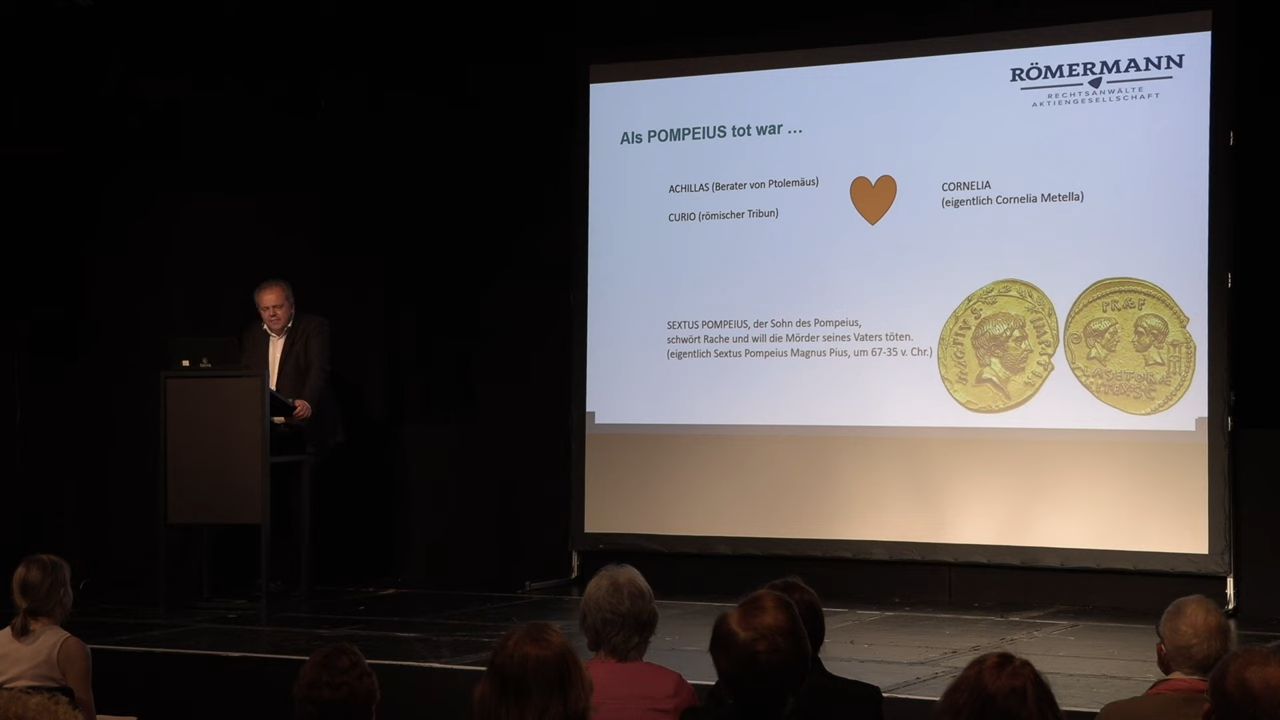 RÖMERMANN
RECHTSANWÄLTE
AKTIENGESELLSCHAFT
Als POMPEIUS tot war …
ACHILLAS (Berater von Ptolemäus)
CURIO (römischer Tribun)
CORNELIA
(eigentlich Cornelia Metella)
SEXTUS POMPEIUS, der Sohn des Pompeius,
schwört Rache und will die Mörder seines Vaters töten.
(eigentlich Sextus Pompeius Magnus Pius, um 67-35 v. Chr.)
PRÆF